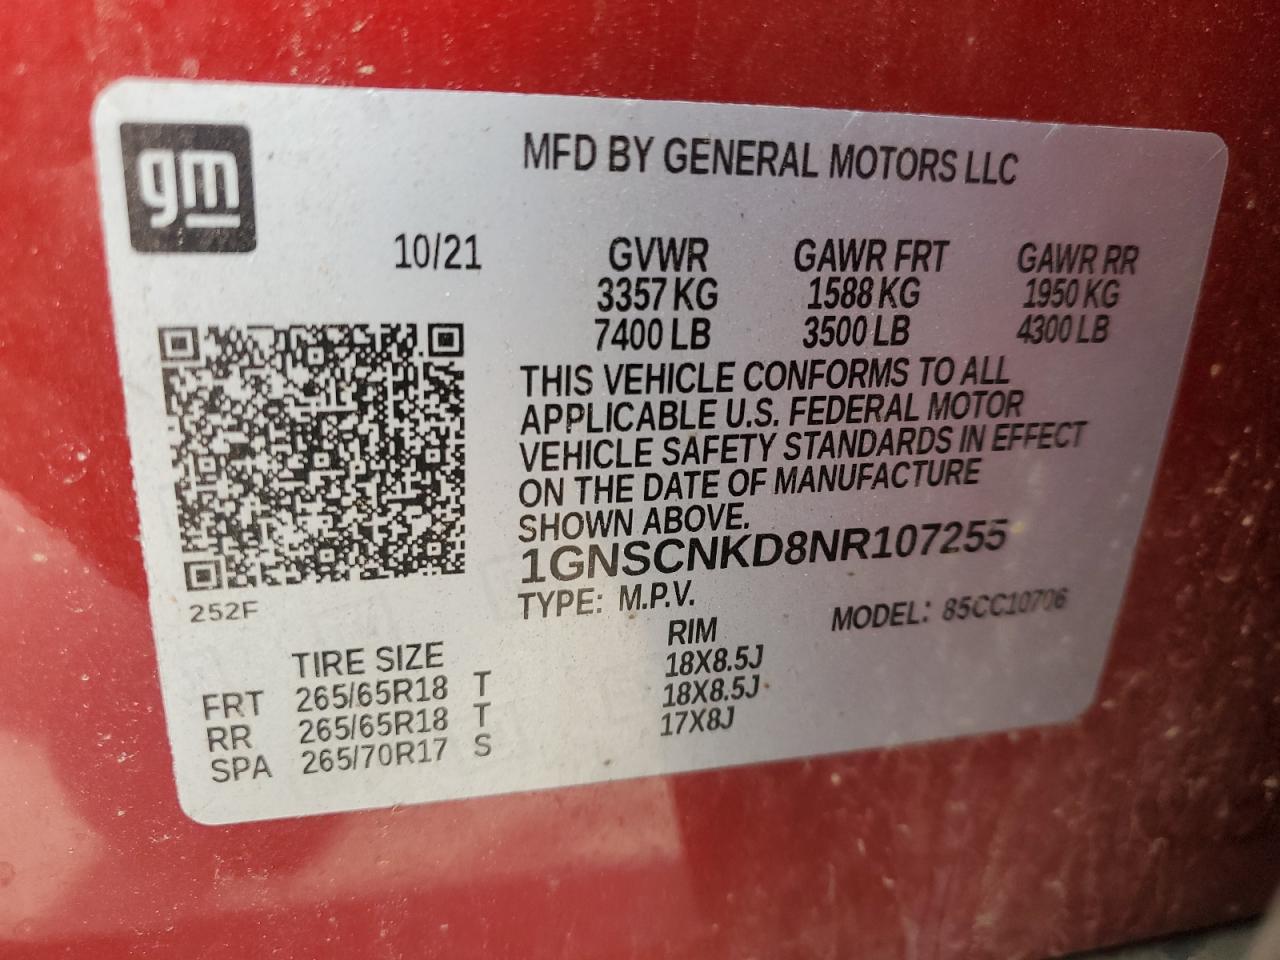 gm
MFD BY GENERAL MOTORS LLC
10/21 GVWR GAWR FRT GAWR RR
3357 KG 1588 KG 1950 KG
7400 LB 3500 LB 4300 LB
THIS VEHICLE CONFORMS TO ALL
APPLICABLE U.S. FEDERAL MOTOR
VEHICLE SAFETY STANDARDS IN EFFECT
ON THE DATE OF MANUFACTURE
SHOWN ABOVE.
1GNSCNKD8NR107255
252F
TYPE: M.P.V. MODEL: 85CC10706
TIRE SIZE RIM
FRT 265/65R18 T 18X8.5J
RR 265/65R18 T 18X8.5J
SPA 265/70R17 S 17X8J